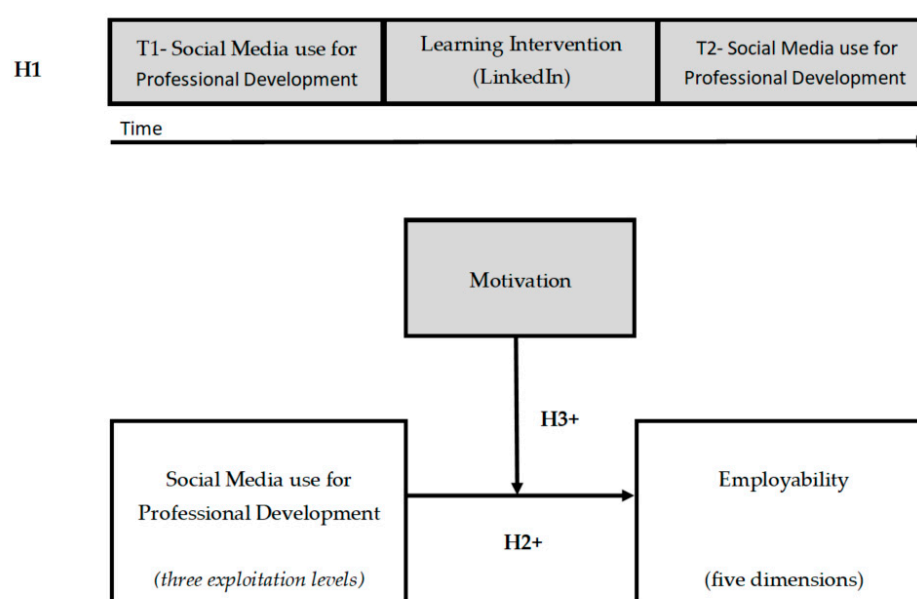 H1
T1- Social Media use for
Professional Development
Learning Intervention
(LinkedIn)
T2- Social Media use for
Professional Development
Time
Motivation
H3+
Social Media use for
Professional Development
(three exploitation levels)
H2+
Employability
(five dimensions)